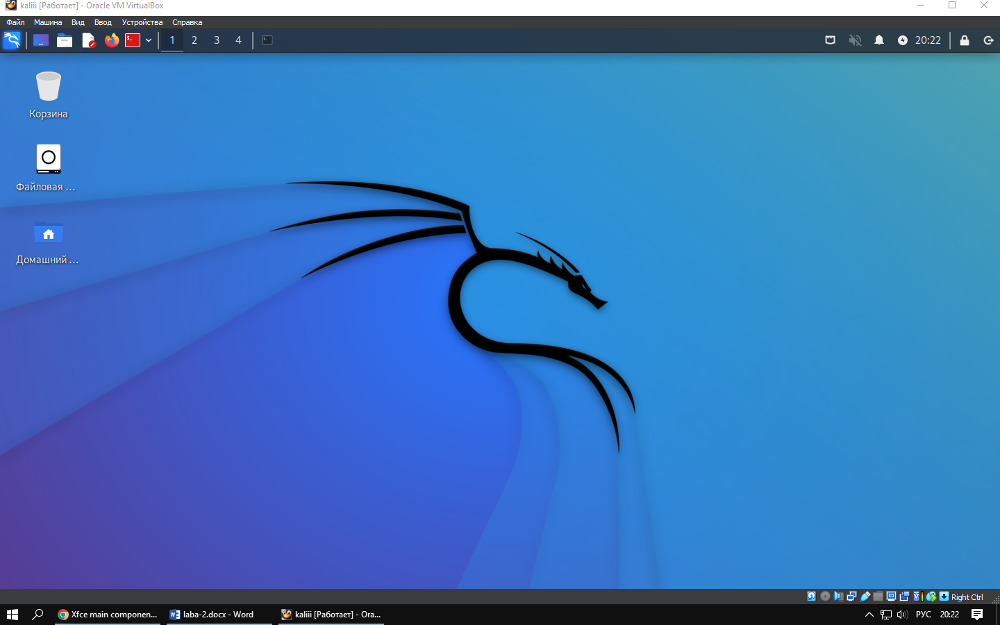 kaliii [Работает] - Oracle VM VirtualBox
Файл Машина Вид Ввод Устройства Справка
1 2 3 4 20:22
Корзина
Файловая ...
Домашний ...
Right Ctrl
Xfce main componen... laba-2.docx - Word kaliii [Работает] - Ora... РУС 20:22